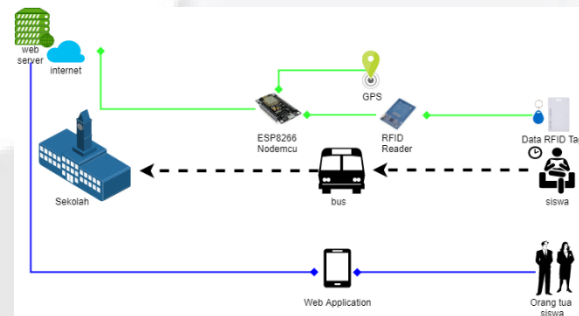 web
server
internet
GPS
ESP8266
Nodemcu
RFID
Reader
Data RFID Tag
Sekolah
bus
siswa
Web Application
Orang tua
siswa